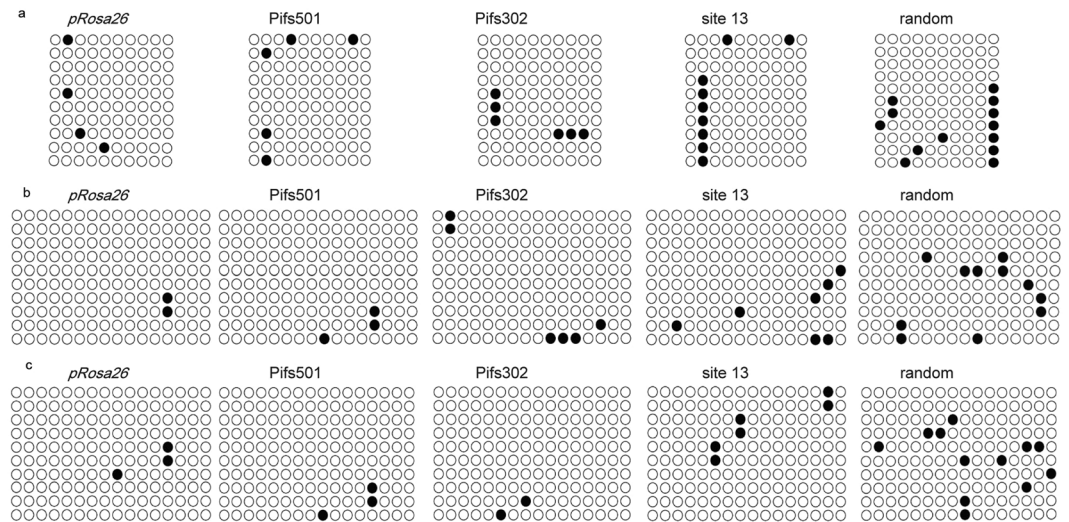 a pRosa26 Pifs501 Pifs302 site 13 random
b pRosa26 Pifs501 Pifs302 site 13 random
c pRosa26 Pifs501 Pifs302 site 13 random